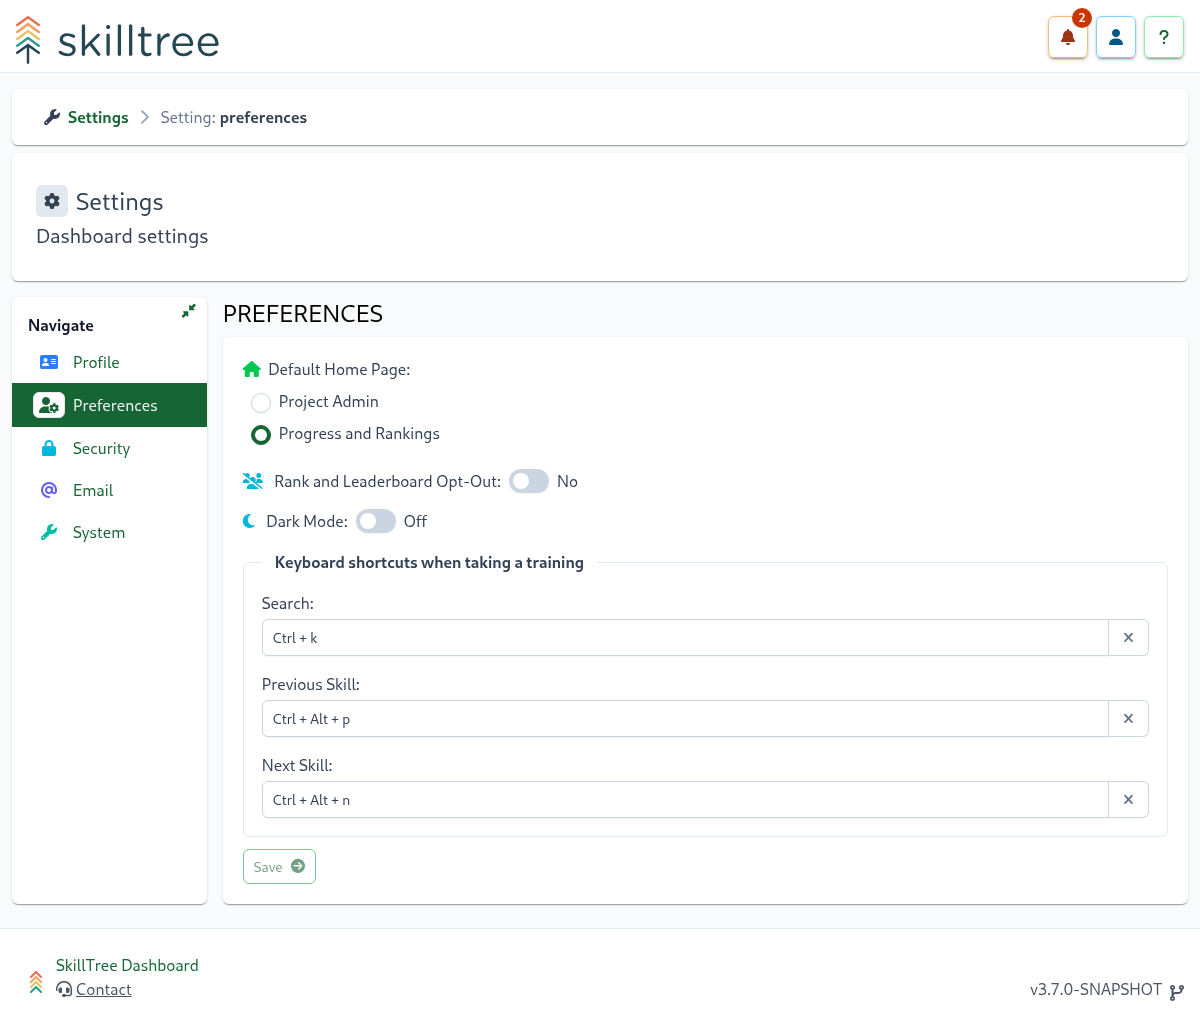 skilltree
2
?
Settings
Setting: preferences
Settings
Dashboard settings
Navigate
Profile
Preferences
Security
Email
System
PREFERENCES
Default Home Page:
Project Admin
Progress and Rankings
Rank and Leaderboard Opt-Out:
No
Dark Mode:
Off
Keyboard shortcuts when taking a training
Search:
Ctrl + k
Previous Skill:
Ctrl + Alt + p
Next Skill:
Ctrl + Alt + n
Save
SkillTree Dashboard
Contact
v3.7.0-SNAPSHOT